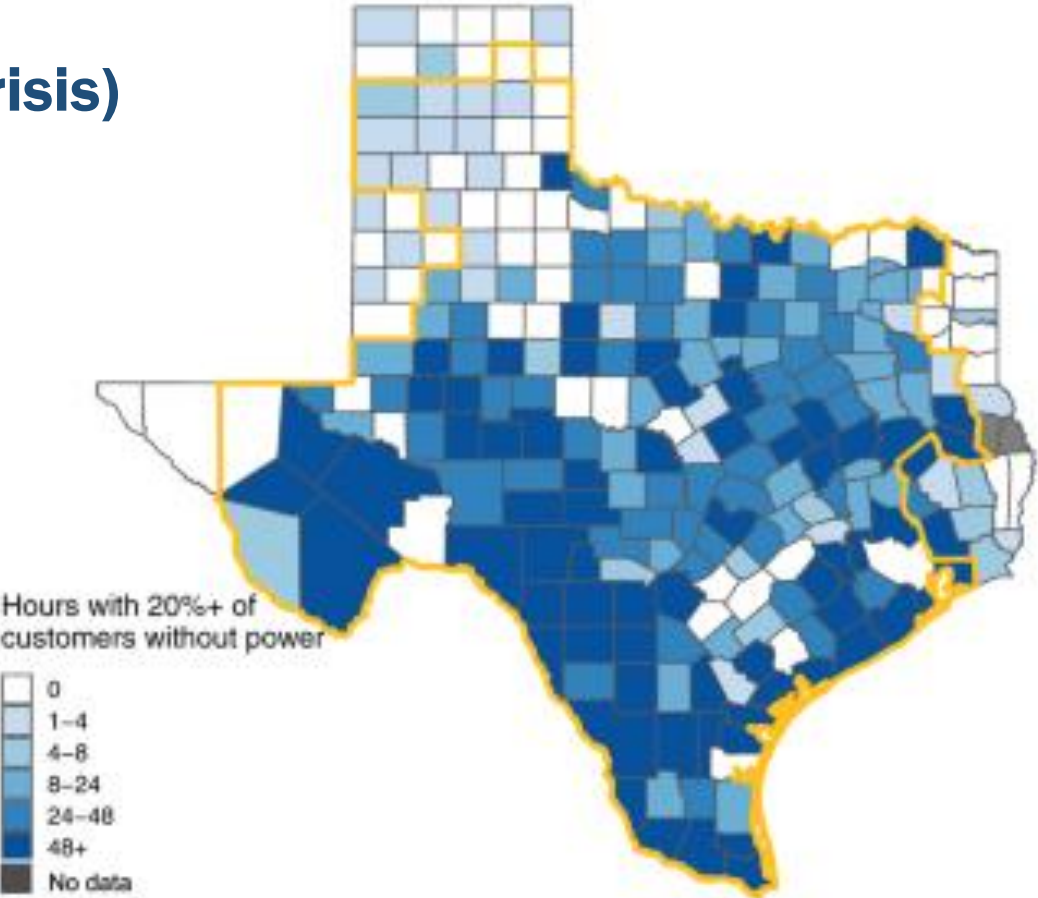 risis)
Hours with 20%+ of
customers without power
0
1–4
4–8
8–24
24–48
48+
No data